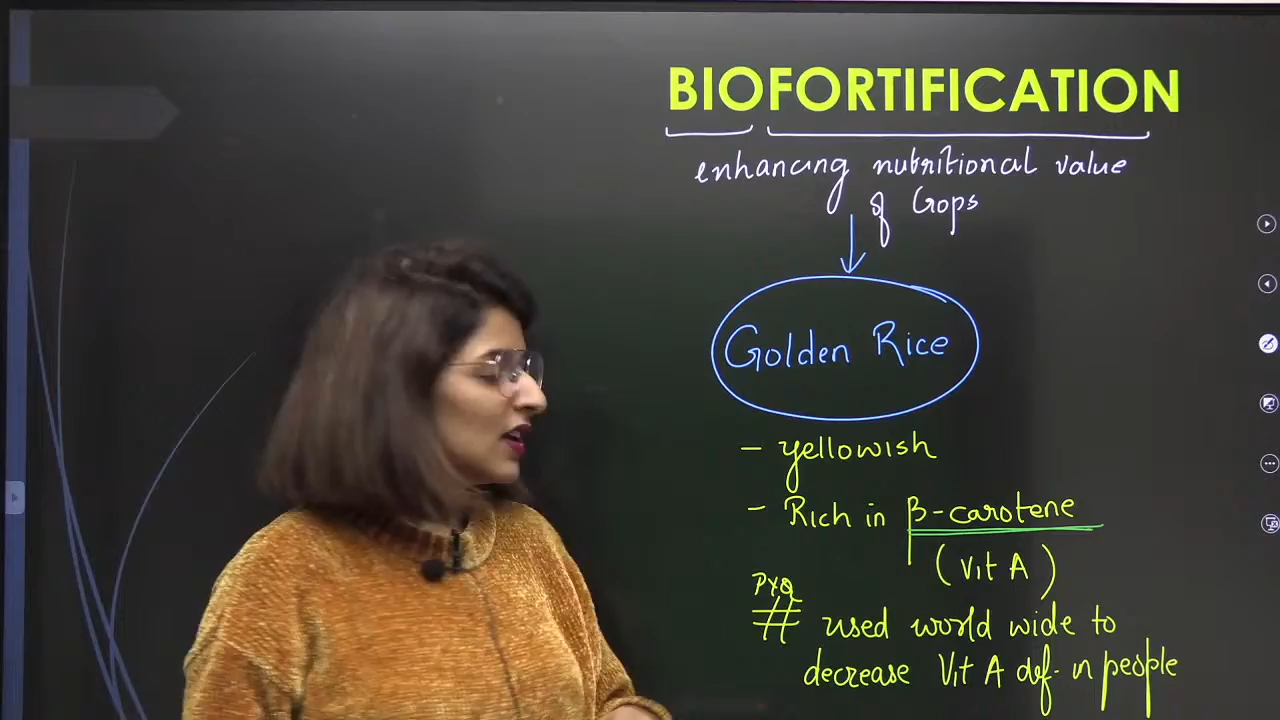 BIOFORTIFICATION
enhancing nutritional value
of Crops
Golden Rice
- yellowish
- Rich in β-carotene
(Vit A)
PYQ
# used world wide to
decrease Vit A def. in people